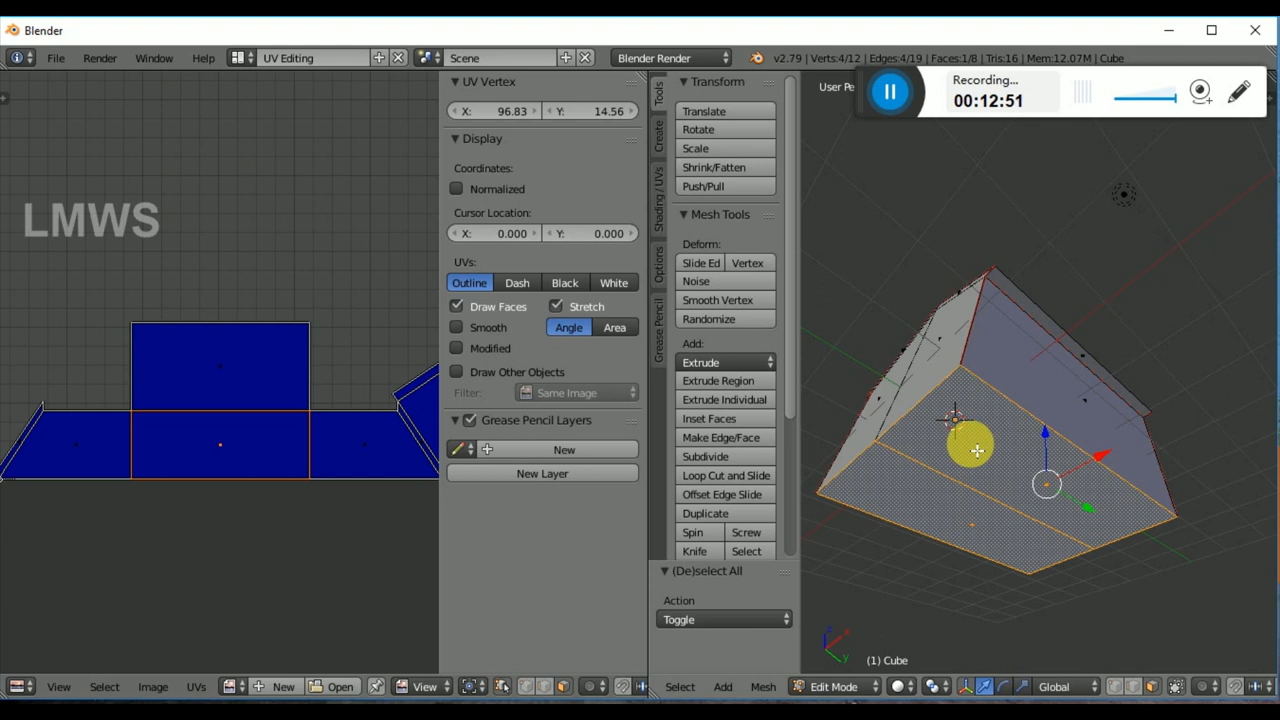 Blender
File Render Window Help UV Editing Scene Blender Render v2.79 | Verts:4/12 | Edges:4/19 | Faces:1/8 | Tris:16 | Mem:12.07M | Cube
Recording...
00:12:51
User Pe
LMWS
UV Vertex
X: 96.83 Y: 14.56
Display
Coordinates:
Normalized
Cursor Location:
X: 0.000 Y: 0.000
UVs:
Outline Dash Black White
Draw Faces Stretch
Smooth Angle Area
Modified
Draw Other Objects
Filter: Same Image
Grease Pencil Layers
New
New Layer
Tools
Create
Shading / UVs
Options
Grease Pencil
Transform
Translate
Rotate
Scale
Shrink/Fatten
Push/Pull
Mesh Tools
Deform:
Slide Ed Vertex
Noise
Smooth Vertex
Randomize
Add:
Extrude
Extrude Region
Extrude Individual
Inset Faces
Make Edge/Face
Subdivide
Loop Cut and Slide
Offset Edge Slide
Duplicate
Spin Screw
Knife Select
(De)select All
Action
Toggle
(1) Cube
View Select Image UVs New Open View
Select Add Mesh Edit Mode Global